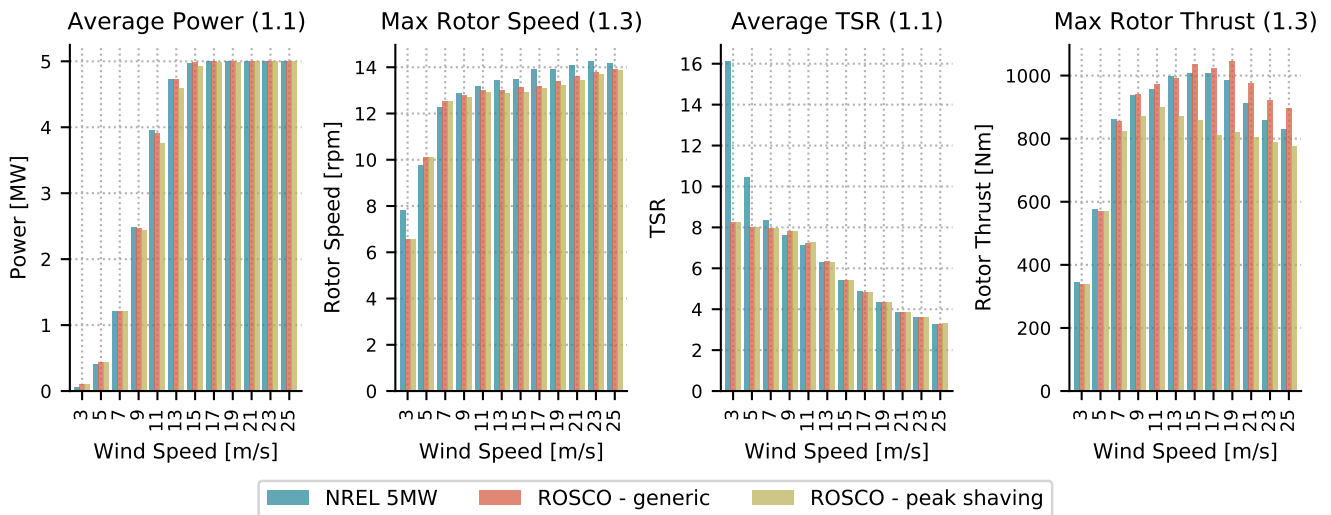 Average Power (1.1)
Max Rotor Speed (1.3)
Average TSR (1.1)
Max Rotor Thrust (1.3)
Power [MW]
5
4
3
2
1
0
3 5 7 9 11 13 15 17 19 21 23 25
Wind Speed [m/s]
Rotor Speed [rpm]
14
12
10
8
6
4
2
0
3 5 7 9 11 13 15 17 19 21 23 25
Wind Speed [m/s]
TSR
16
14
12
10
8
6
4
2
0
3 5 7 9 11 13 15 17 19 21 23 25
Wind Speed [m/s]
Rotor Thrust [Nm]
1000
800
600
400
200
0
3 5 7 9 11 13 15 17 19 21 23 25
Wind Speed [m/s]
NREL 5MW ROSCO - generic ROSCO - peak shaving